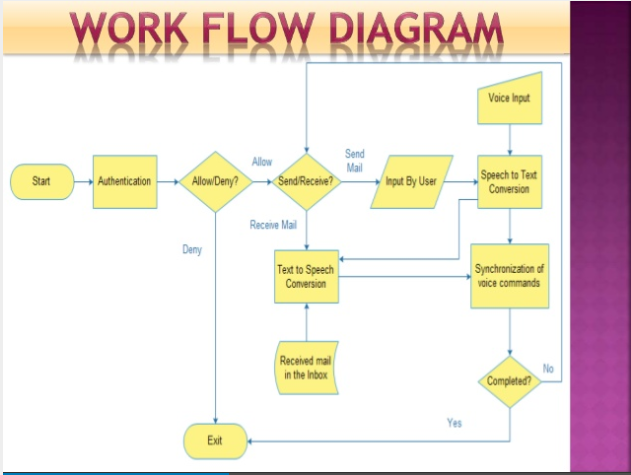 WORK FLOW DIAGRAM
Voice Input
Start
Authentication
Allow/Deny?
Allow
Send/Receive?
Send
Mail
Input By User
Speech to Text
Conversion
Receive Mail
Deny
Text to Speech
Conversion
Synchronization of
voice commands
Received mail
in the Inbox
Completed?
No
Yes
Exit